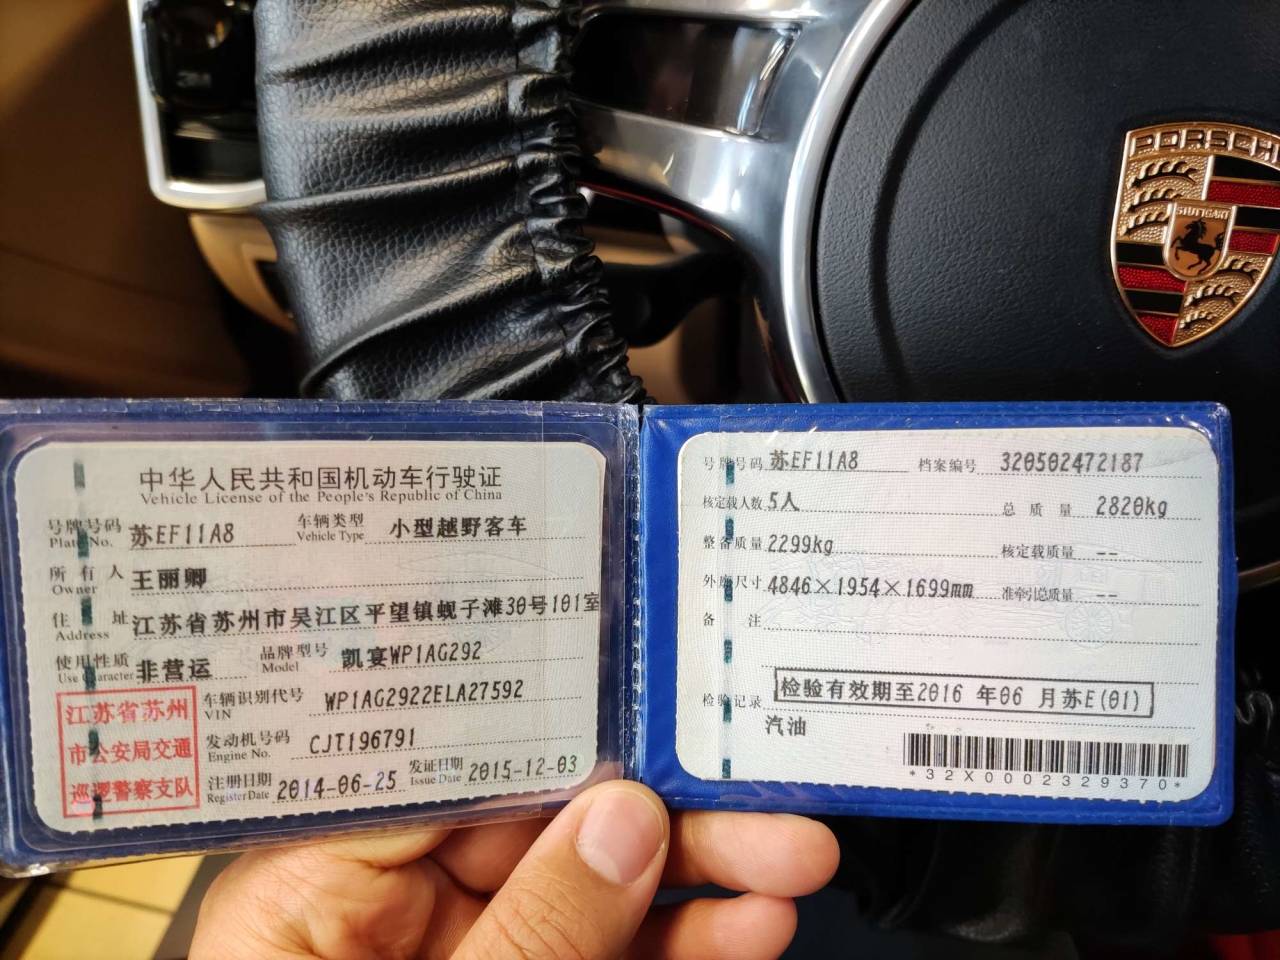 PORSCHE
STUTTGART
中华人民共和国机动车行驶证
Vehicle License of the People's Republic of China
号牌号码 苏EF11A8 车辆类型 小型越野客车
Plate No. Vehicle Type
所有人 王丽卿
Owner
住址 江苏省苏州市吴江区平望镇蚬子滩30号101室
Address
使用性质 非营运 品牌型号 凯宴WP1AG292
Use Character Model
江苏省苏州
市公安局交通
巡逻警察支队
车辆识别代号 WP1AG2922ELA27592
VIN
发动机号码 CJT196791
Engine No.
注册日期 2014-06-25 发证日期 2015-12-03
Register Date Issue Date
号牌号码 苏EF11A8 档案编号 320502472187
核定载人数 5人 总质量 2820kg
整备质量 2299kg 核定载质量 --
外廓尺寸 4846×1954×1699mm 准牵引总质量 --
备注
检验记录 检验有效期至2016 年06 月苏E(01)
汽油
*32X0002329370*